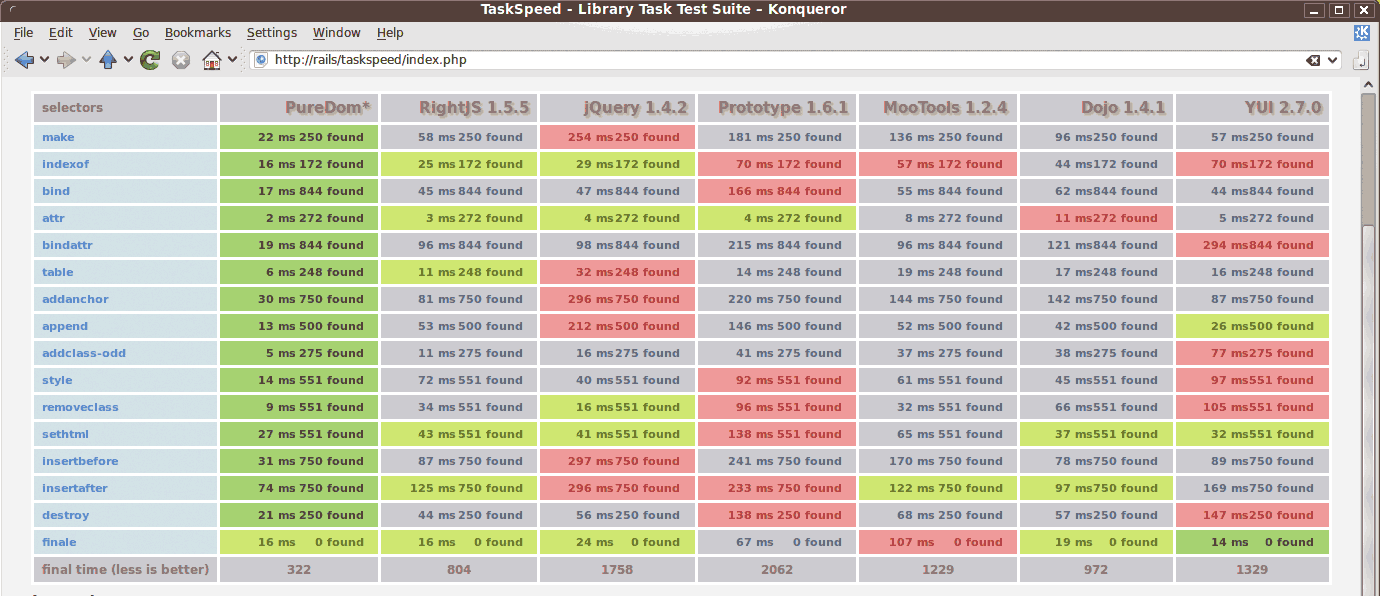 TaskSpeed - Library Task Test Suite – Konqueror
File Edit View Go Bookmarks Settings Window Help
http://rails/taskspeed/index.php
selectors PureDom* RightJS 1.5.5 jQuery 1.4.2 Prototype 1.6.1 MooTools 1.2.4 Dojo 1.4.1 YUI 2.7.0
make 22 ms 250 found 58 ms 250 found 254 ms 250 found 181 ms 250 found 136 ms 250 found 96 ms 250 found 57 ms 250 found
indexof 16 ms 172 found 25 ms 172 found 29 ms 172 found 70 ms 172 found 57 ms 172 found 44 ms 172 found 70 ms 172 found
bind 17 ms 844 found 45 ms 844 found 47 ms 844 found 166 ms 844 found 55 ms 844 found 62 ms 844 found 44 ms 844 found
attr 2 ms 272 found 3 ms 272 found 4 ms 272 found 4 ms 272 found 8 ms 272 found 11 ms 272 found 5 ms 272 found
bindattr 19 ms 844 found 96 ms 844 found 98 ms 844 found 215 ms 844 found 96 ms 844 found 121 ms 844 found 294 ms 844 found
table 6 ms 248 found 11 ms 248 found 32 ms 248 found 14 ms 248 found 19 ms 248 found 17 ms 248 found 16 ms 248 found
addanchor 30 ms 750 found 81 ms 750 found 296 ms 750 found 220 ms 750 found 144 ms 750 found 142 ms 750 found 87 ms 750 found
append 13 ms 500 found 53 ms 500 found 212 ms 500 found 146 ms 500 found 52 ms 500 found 42 ms 500 found 26 ms 500 found
addclass-odd 5 ms 275 found 11 ms 275 found 16 ms 275 found 41 ms 275 found 37 ms 275 found 38 ms 275 found 77 ms 275 found
style 14 ms 551 found 72 ms 551 found 40 ms 551 found 92 ms 551 found 61 ms 551 found 45 ms 551 found 97 ms 551 found
removeclass 9 ms 551 found 34 ms 551 found 16 ms 551 found 96 ms 551 found 32 ms 551 found 66 ms 551 found 105 ms 551 found
sethtml 27 ms 551 found 43 ms 551 found 41 ms 551 found 138 ms 551 found 65 ms 551 found 37 ms 551 found 32 ms 551 found
insertbefore 31 ms 750 found 87 ms 750 found 297 ms 750 found 241 ms 750 found 170 ms 750 found 78 ms 750 found 89 ms 750 found
insertafter 74 ms 750 found 125 ms 750 found 296 ms 750 found 233 ms 750 found 122 ms 750 found 97 ms 750 found 169 ms 750 found
destroy 21 ms 250 found 44 ms 250 found 56 ms 250 found 138 ms 250 found 68 ms 250 found 57 ms 250 found 147 ms 250 found
finale 16 ms 0 found 16 ms 0 found 24 ms 0 found 67 ms 0 found 107 ms 0 found 19 ms 0 found 14 ms 0 found
final time (less is better) 322 804 1758 2062 1229 972 1329